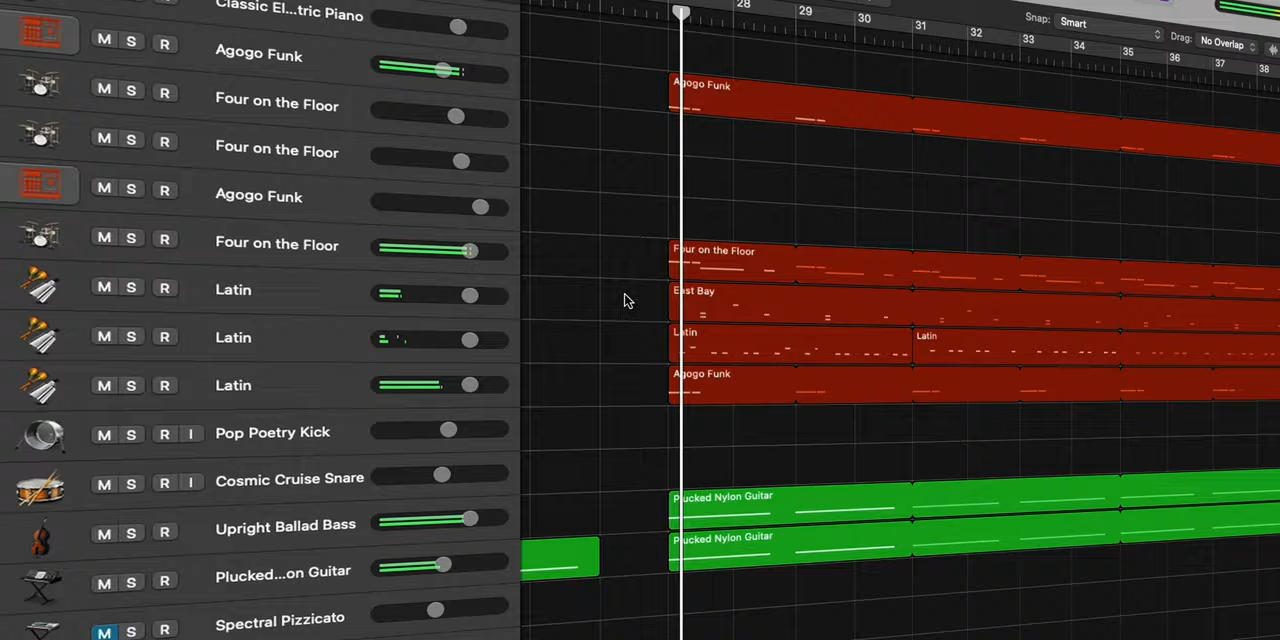 Classic El...tric Piano
M S R Agogo Funk
M S R Four on the Floor
M S R Four on the Floor
M S R Agogo Funk
M S R Four on the Floor
M S R Latin
M S R Latin
M S R Latin
M S R I Pop Poetry Kick
M S R I Cosmic Cruise Snare
M S R Upright Ballad Bass
M S R Plucked...on Guitar
M S R Spectral Pizzicato
Snap: Smart Drag: No Overlap
28 29 30 31 32 33 34 35 36 37 38
Agogo Funk
Four on the Floor
East Bay
Latin Latin
Agogo Funk
Plucked Nylon Guitar
Plucked Nylon Guitar